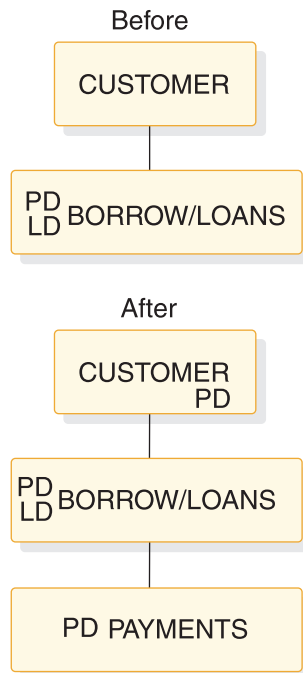 Before
CUSTOMER
PD
LD BORROW/LOANS
After
CUSTOMER
PD
PD
LD BORROW/LOANS
PD PAYMENTS